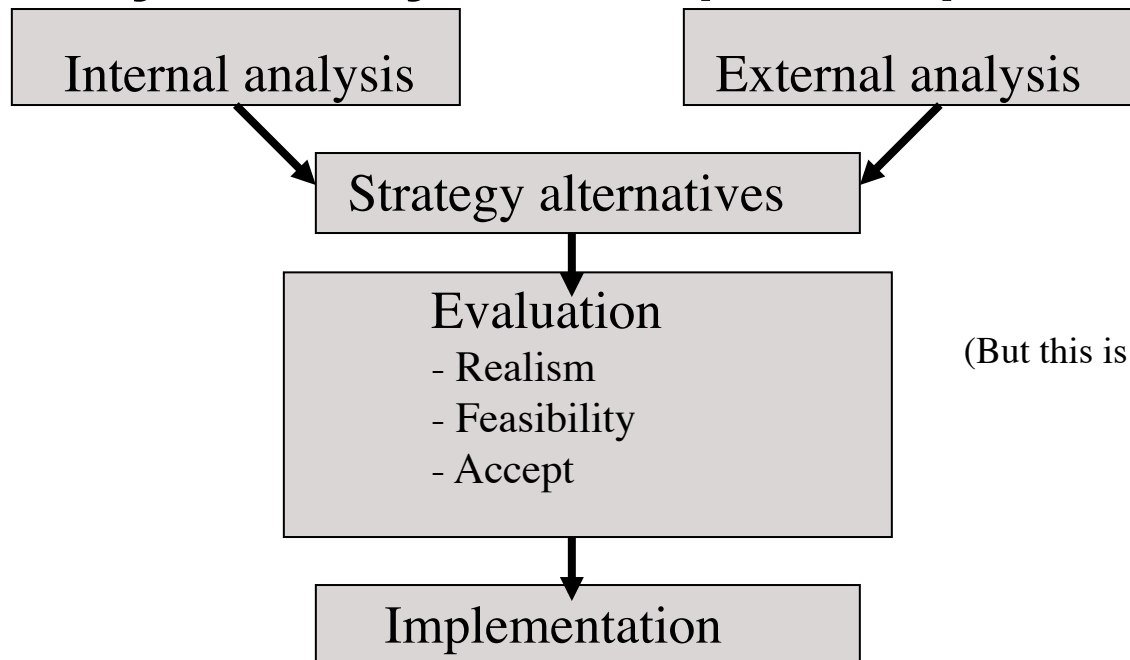 Internal analysis
External analysis
Strategy alternatives
Evaluation
- Realism
- Feasibility
- Accept
(But this is
Implementation